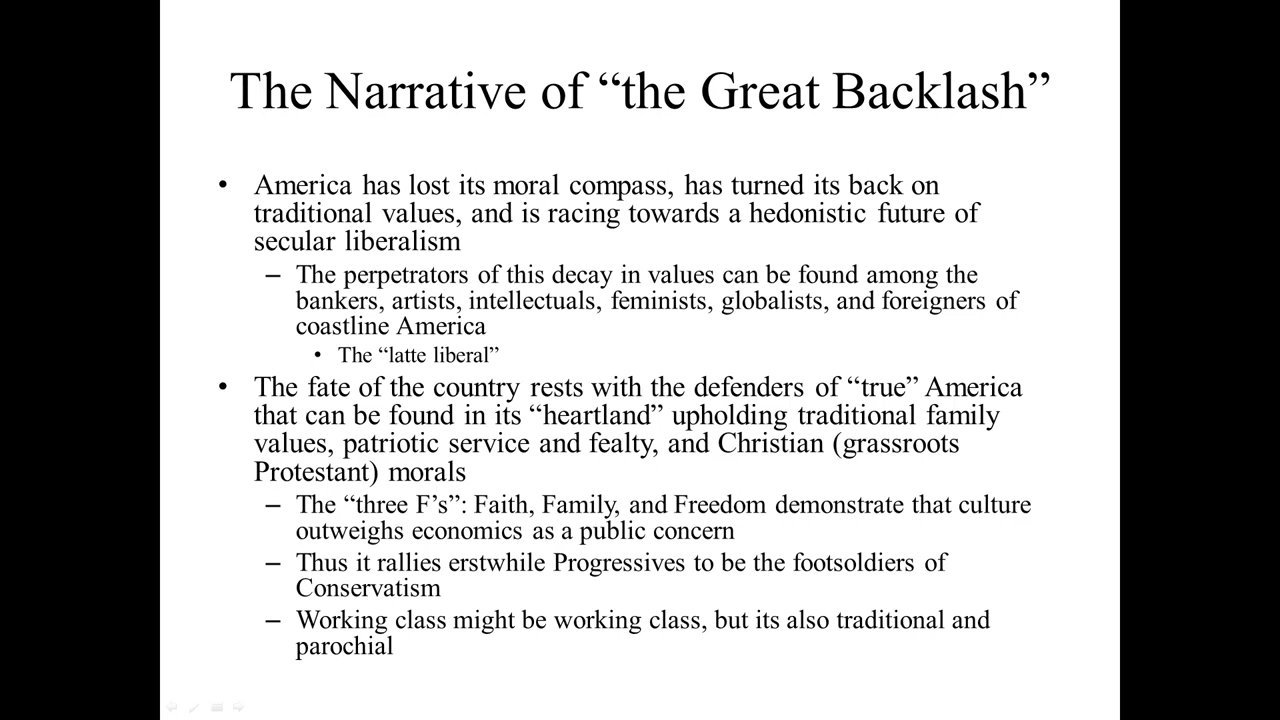 The Narrative of “the Great Backlash”
• America has lost its moral compass, has turned its back on
traditional values, and is racing towards a hedonistic future of
secular liberalism
– The perpetrators of this decay in values can be found among the
bankers, artists, intellectuals, feminists, globalists, and foreigners of
coastline America
• The “latte liberal”
• The fate of the country rests with the defenders of “true” America
that can be found in its “heartland” upholding traditional family
values, patriotic service and fealty, and Christian (grassroots
Protestant) morals
– The “three F’s”: Faith, Family, and Freedom demonstrate that culture
outweighs economics as a public concern
– Thus it rallies erstwhile Progressives to be the footsoldiers of
Conservatism
– Working class might be working class, but its also traditional and
parochial